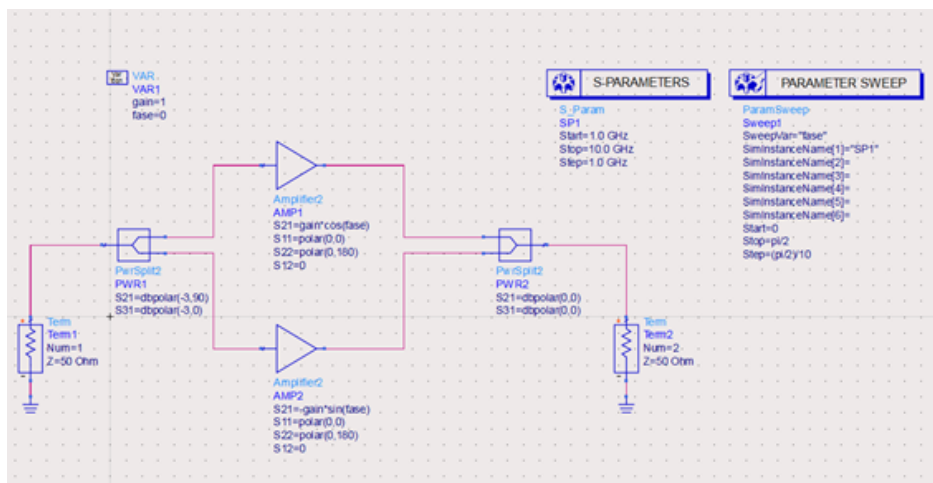 VAR
VAR1
gain=1
fase=0
S-PARAMETERS
S_Param
SP1
Start=1.0 GHz
Stop=10.0 GHz
Step=1.0 GHz
PARAMETER SWEEP
ParamSweep
Sweep1
SweepVar="fase"
SimInstanceName[1]="SP1"
SimInstanceName[2]=
SimInstanceName[3]=
SimInstanceName[4]=
SimInstanceName[5]=
SimInstanceName[6]=
Start=0
Stop=pi/2
Step=(pi/2)/10
Amplifier2
AMP1
S21=gain*cos(fase)
S11=polar(0,0)
S22=polar(0,180)
S12=0
PwrSplit2
PWR1
S21=dbpolar(-3,90)
S31=dbpolar(-3,0)
PwrSplit2
PWR2
S21=dbpolar(0,0)
S31=dbpolar(0,0)
Term
Term1
Num=1
Z=50 Ohm
Term
Term2
Num=2
Z=50 Ohm
Amplifier2
AMP2
S21=-gain*sin(fase)
S11=polar(0,0)
S22=polar(0,180)
S12=0